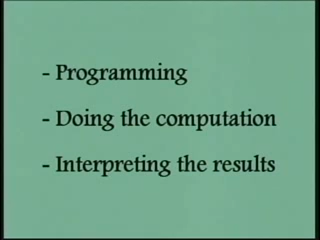 - Programming
- Doing the computation
- Interpreting the results